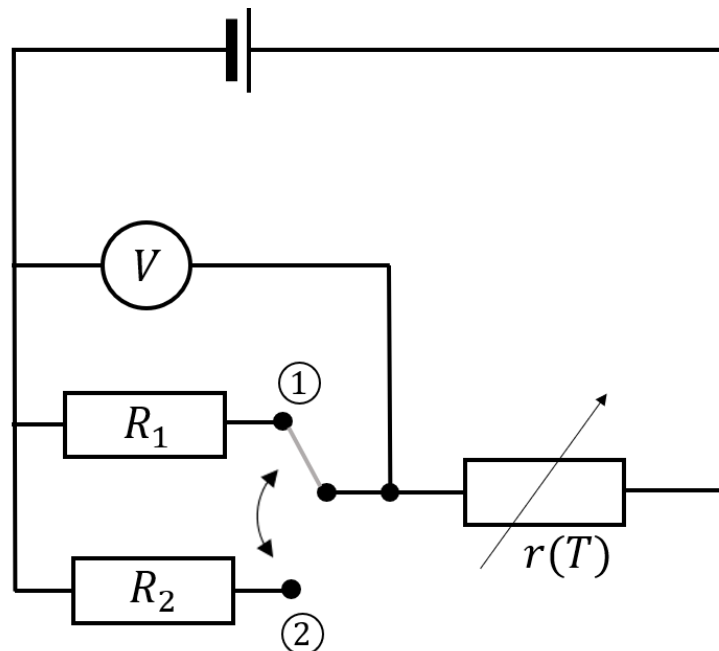 V
①
R₁
r(T)
R₂
②